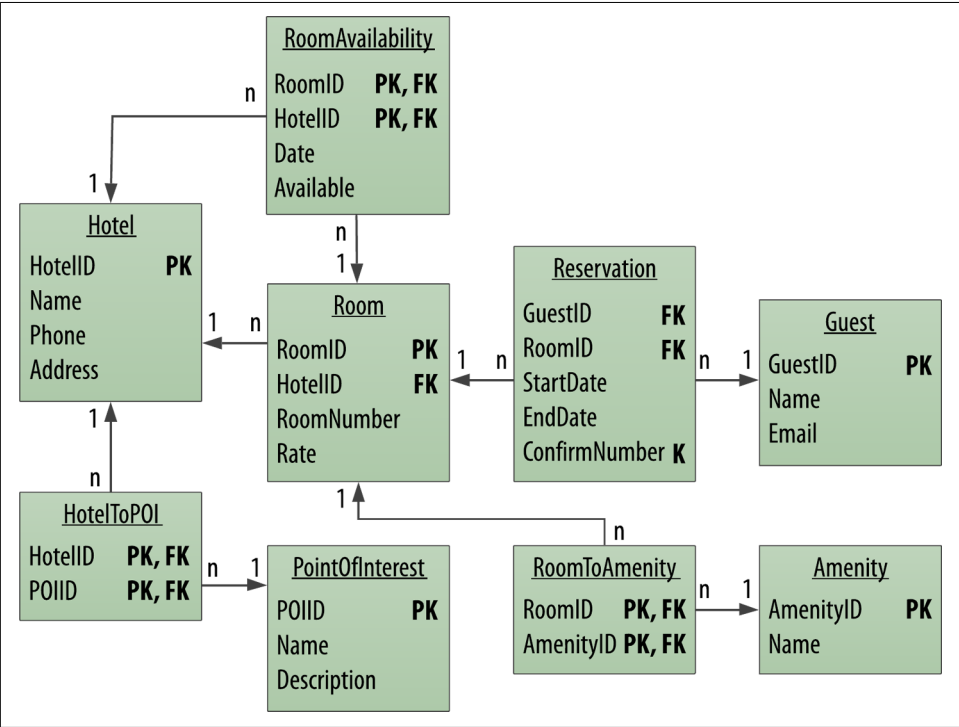 RoomAvailability
RoomID PK, FK
HotelID PK, FK
Date
Available
n
1
n
1
Hotel
HotelID PK
Name
Phone
Address
1 n
Room
RoomID PK
HotelID FK
RoomNumber
Rate
1 n
Reservation
GuestID FK
RoomID FK
StartDate
EndDate
ConfirmNumber K
n 1
Guest
GuestID PK
Name
Email
1
n
HotelToPOI
HotelID PK, FK
POIID PK, FK
n 1
PointOfInterest
POIID PK
Name
Description
1
n
RoomToAmenity
RoomID PK, FK
AmenityID PK, FK
n 1
Amenity
AmenityID PK
Name